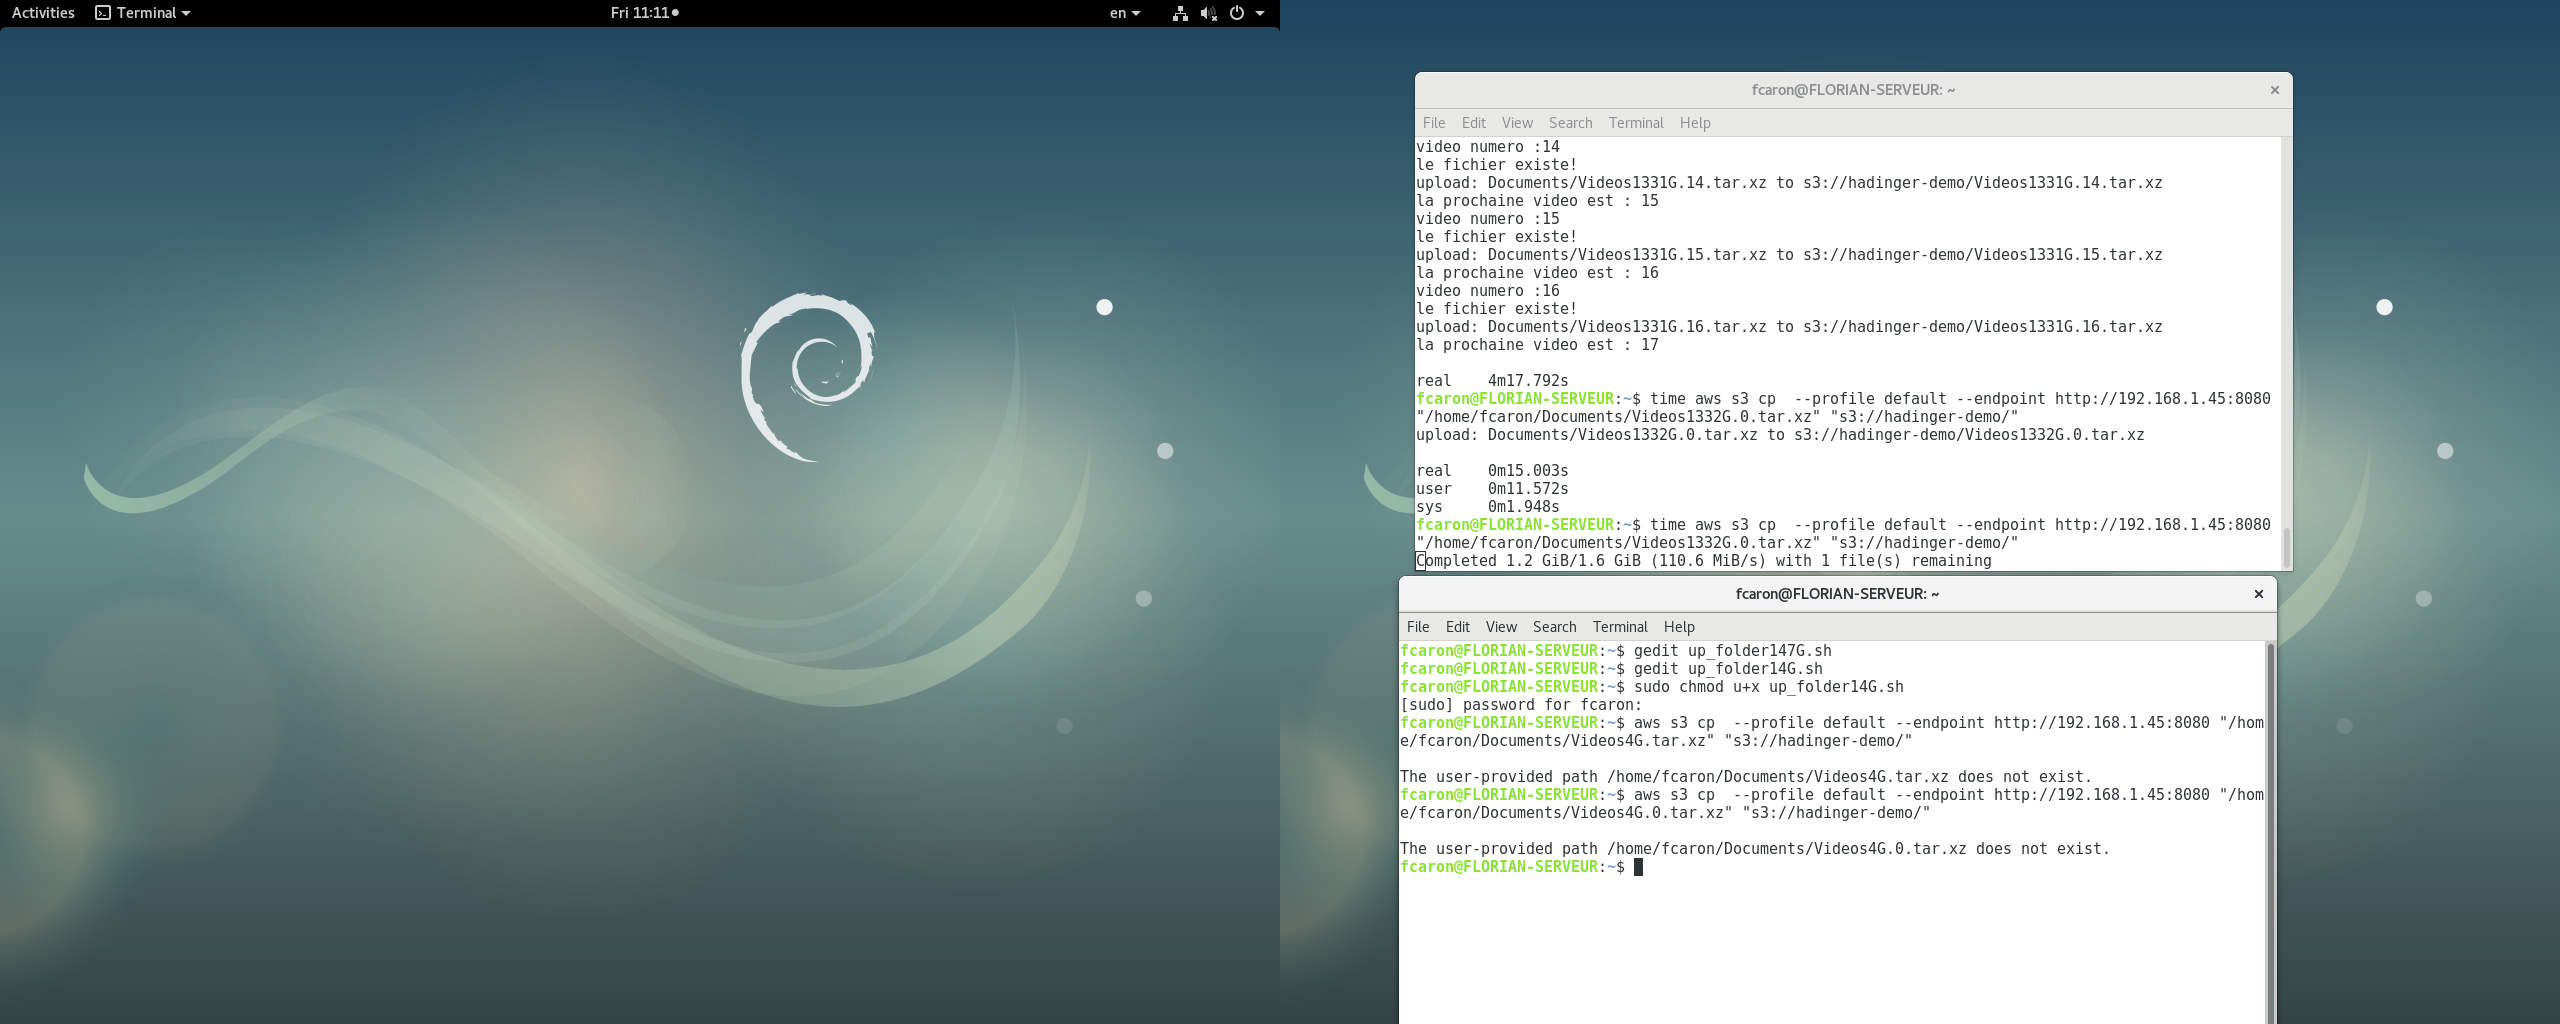 Activities Terminal Fri 11:11 en
fcaron@FLORIAN-SERVEUR: ~
File Edit View Search Terminal Help
video numero :14
le fichier existe!
upload: Documents/Videos1331G.14.tar.xz to s3://hadinger-demo/Videos1331G.14.tar.xz
la prochaine video est : 15
video numero :15
le fichier existe!
upload: Documents/Videos1331G.15.tar.xz to s3://hadinger-demo/Videos1331G.15.tar.xz
la prochaine video est : 16
video numero :16
le fichier existe!
upload: Documents/Videos1331G.16.tar.xz to s3://hadinger-demo/Videos1331G.16.tar.xz
la prochaine video est : 17
real    4m17.792s
fcaron@FLORIAN-SERVEUR:~$ time aws s3 cp  --profile default --endpoint http://192.168.1.45:8080
"/home/fcaron/Documents/Videos1332G.0.tar.xz" "s3://hadinger-demo/"
upload: Documents/Videos1332G.0.tar.xz to s3://hadinger-demo/Videos1332G.0.tar.xz
real    0m15.003s
user    0m11.572s
sys     0m1.948s
fcaron@FLORIAN-SERVEUR:~$ time aws s3 cp  --profile default --endpoint http://192.168.1.45:8080
"/home/fcaron/Documents/Videos1332G.0.tar.xz" "s3://hadinger-demo/"
Completed 1.2 GiB/1.6 GiB (110.6 MiB/s) with 1 file(s) remaining
fcaron@FLORIAN-SERVEUR: ~
File Edit View Search Terminal Help
fcaron@FLORIAN-SERVEUR:~$ gedit up_folder147G.sh
fcaron@FLORIAN-SERVEUR:~$ gedit up_folder14G.sh
fcaron@FLORIAN-SERVEUR:~$ sudo chmod u+x up_folder14G.sh
[sudo] password for fcaron:
fcaron@FLORIAN-SERVEUR:~$ aws s3 cp  --profile default --endpoint http://192.168.1.45:8080 "/hom
e/fcaron/Documents/Videos4G.tar.xz" "s3://hadinger-demo/"
The user-provided path /home/fcaron/Documents/Videos4G.tar.xz does not exist.
fcaron@FLORIAN-SERVEUR:~$ aws s3 cp  --profile default --endpoint http://192.168.1.45:8080 "/hom
e/fcaron/Documents/Videos4G.0.tar.xz" "s3://hadinger-demo/"
The user-provided path /home/fcaron/Documents/Videos4G.0.tar.xz does not exist.
fcaron@FLORIAN-SERVEUR:~$